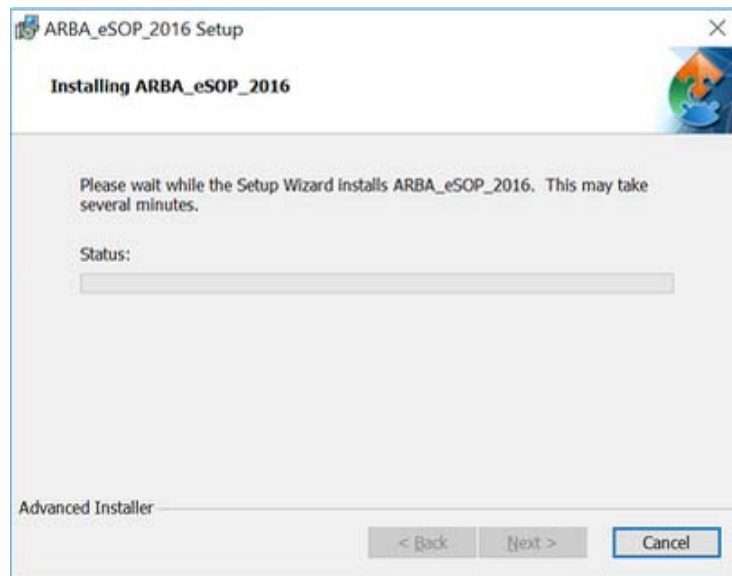 ARBA_eSOP_2016 Setup
Installing ARBA_eSOP_2016
Please wait while the Setup Wizard installs ARBA_eSOP_2016. This may take
several minutes.
Status:
Advanced Installer
< Back Next > Cancel